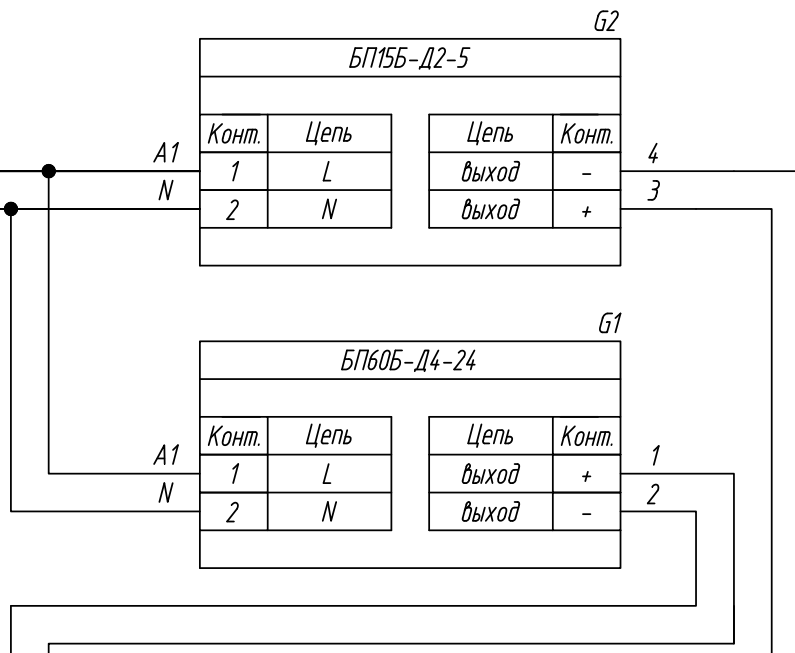 G2
БП15Б-Д2-5
Конт. Цепь Цепь Конт.
A1 1 L выход - 4
N 2 N выход + 3
G1
БП60Б-Д4-24
Конт. Цепь Цепь Конт.
A1 1 L выход + 1
N 2 N выход - 2